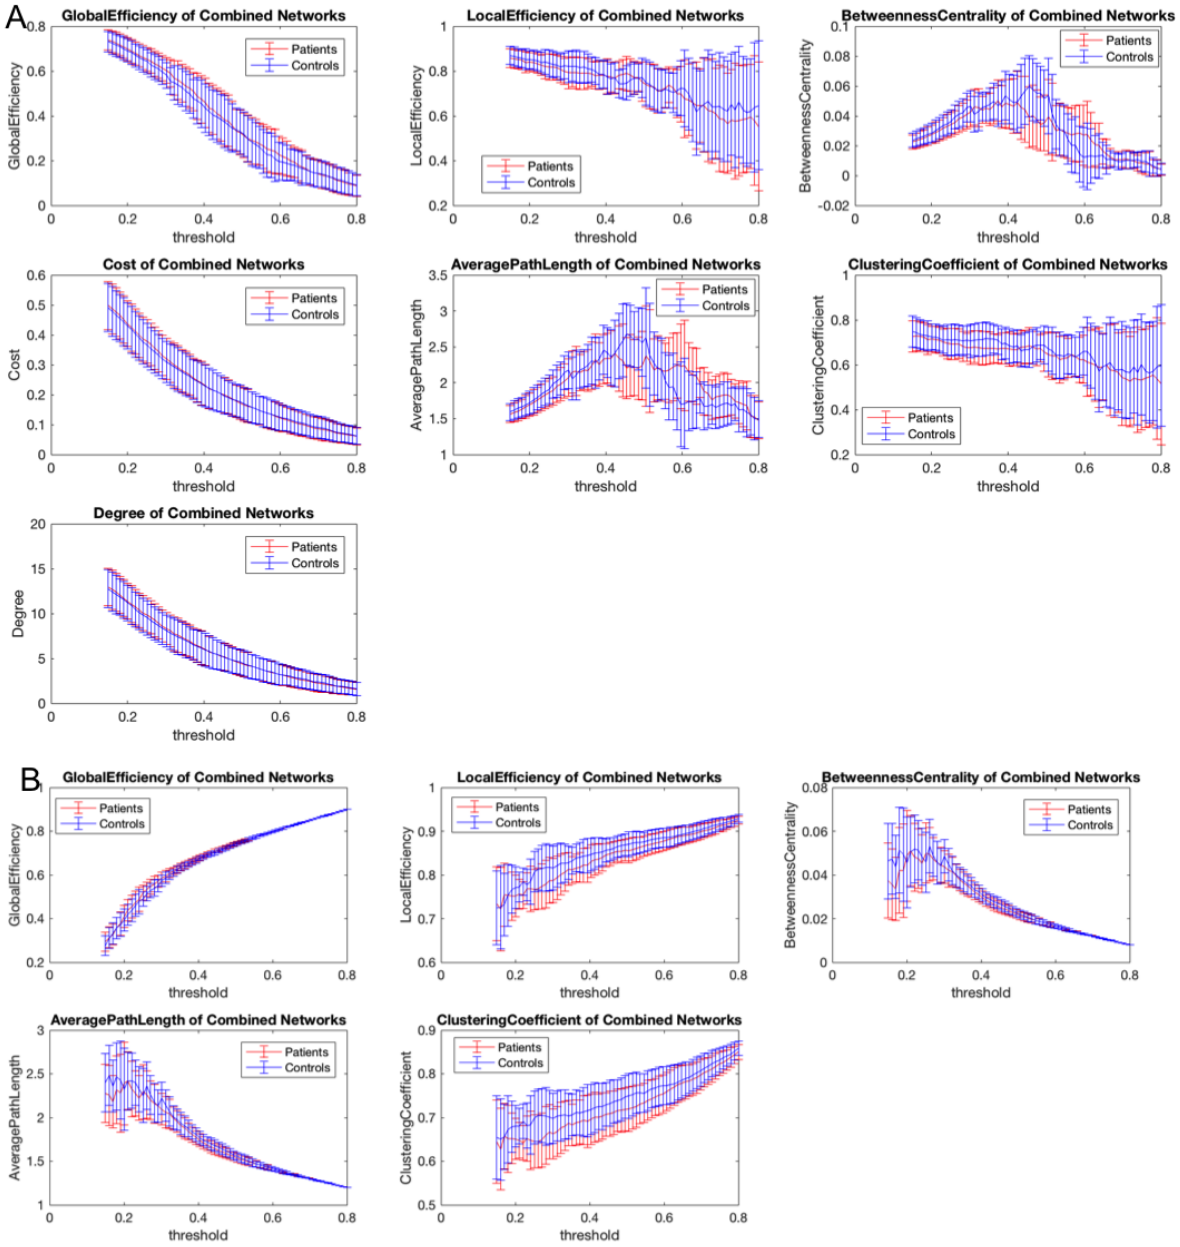 A
GlobalEfficiency of Combined Networks
0.8
0.6
0.4
0.2
0
GlobalEfficiency
Patients
Controls
0 0.2 0.4 0.6 0.8
threshold
LocalEfficiency of Combined Networks
1
0.8
0.6
0.4
0.2
LocalEfficiency
Patients
Controls
0 0.2 0.4 0.6 0.8
threshold
BetweennessCentrality of Combined Networks
0.1
0.08
0.06
0.04
0.02
0
-0.02
BetweennessCentrality
Patients
Controls
0 0.2 0.4 0.6 0.8
threshold
Cost of Combined Networks
0.6
0.5
0.4
0.3
0.2
0.1
0
Cost
Patients
Controls
0 0.2 0.4 0.6 0.8
threshold
AveragePathLength of Combined Networks
3.5
3
2.5
2
1.5
1
AveragePathLength
Patients
Controls
0 0.2 0.4 0.6 0.8
threshold
ClusteringCoefficient of Combined Networks
1
0.8
0.6
0.4
0.2
ClusteringCoefficient
Patients
Controls
0 0.2 0.4 0.6 0.8
threshold
Degree of Combined Networks
20
15
10
5
0
Degree
Patients
Controls
0 0.2 0.4 0.6 0.8
threshold
B
GlobalEfficiency of Combined Networks
0.8
0.6
0.4
0.2
GlobalEfficiency
Patients
Controls
0 0.2 0.4 0.6 0.8
threshold
LocalEfficiency of Combined Networks
1
0.9
0.8
0.7
0.6
LocalEfficiency
Patients
Controls
0 0.2 0.4 0.6 0.8
threshold
BetweennessCentrality of Combined Networks
0.08
0.06
0.04
0.02
0
BetweennessCentrality
Patients
Controls
0 0.2 0.4 0.6 0.8
threshold
AveragePathLength of Combined Networks
3
2.5
2
1.5
1
AveragePathLength
Patients
Controls
0 0.2 0.4 0.6 0.8
threshold
ClusteringCoefficient of Combined Networks
0.9
0.8
0.7
0.6
0.5
ClusteringCoefficient
Patients
Controls
0 0.2 0.4 0.6 0.8
threshold